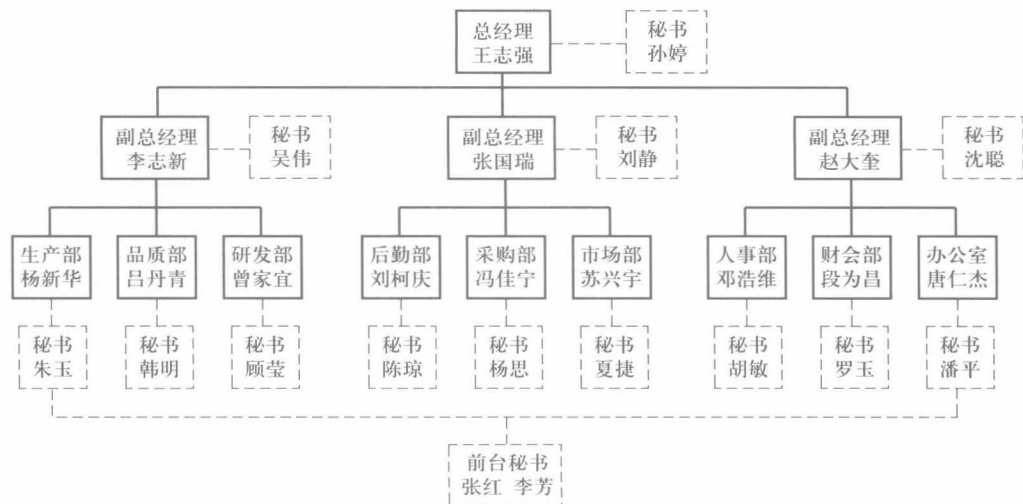 总经理
王志强
秘书
孙婷
副总经理
李志新
秘书
吴伟
副总经理
张国瑞
秘书
刘静
副总经理
赵大奎
秘书
沈聪
生产部
杨新华
品质部
吕丹青
研发部
曾家宜
后勤部
刘柯庆
采购部
冯佳宁
市场部
苏兴宇
人事部
邓浩维
财会部
段为昌
办公室
唐仁杰
秘书
朱玉
秘书
韩明
秘书
顾莹
秘书
陈琼
秘书
杨思
秘书
夏捷
秘书
胡敏
秘书
罗玉
秘书
潘平
前台秘书
张红 李芳